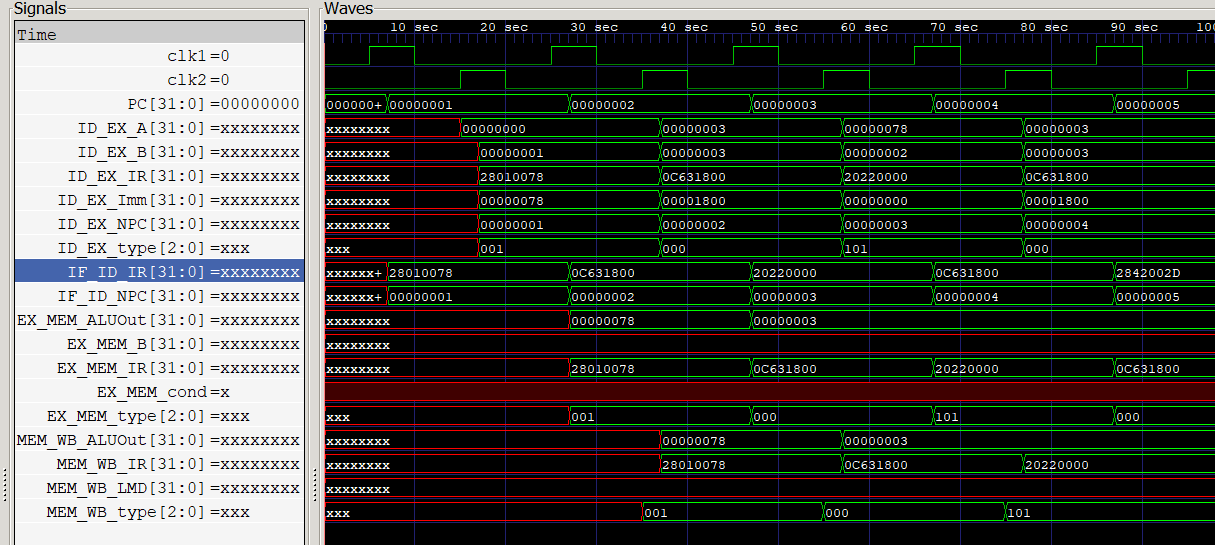 Signals
Waves
Time
0 10 sec 20 sec 30 sec 40 sec 50 sec 60 sec 70 sec 80 sec 90 sec 100
clk1=0
clk2=0
PC[31:0]=00000000 000000+ 00000001 00000002 00000003 00000004 00000005
ID_EX_A[31:0]=xxxxxxxx xxxxxxxx 00000000 00000003 00000078 00000003
ID_EX_B[31:0]=xxxxxxxx xxxxxxxx 00000001 00000003 00000002 00000003
ID_EX_IR[31:0]=xxxxxxxx xxxxxxxx 28010078 0C631800 20220000 0C631800
ID_EX_Imm[31:0]=xxxxxxxx xxxxxxxx 00000078 00001800 00000000 00001800
ID_EX_NPC[31:0]=xxxxxxxx xxxxxxxx 00000001 00000002 00000003 00000004
ID_EX_type[2:0]=xxx xxx 001 000 101 000
IF_ID_IR[31:0]=xxxxxxxx xxxxxx+ 28010078 0C631800 20220000 0C631800 2842002D
IF_ID_NPC[31:0]=xxxxxxxx xxxxxx+ 00000001 00000002 00000003 00000004 00000005
EX_MEM_ALUOut[31:0]=xxxxxxxx xxxxxxxx 00000078 00000003
EX_MEM_B[31:0]=xxxxxxxx xxxxxxxx
EX_MEM_IR[31:0]=xxxxxxxx xxxxxxxx 28010078 0C631800 20220000 0C631800
EX_MEM_cond=x
EX_MEM_type[2:0]=xxx xxx 001 000 101 000
MEM_WB_ALUOut[31:0]=xxxxxxxx xxxxxxxx 00000078 00000003
MEM_WB_IR[31:0]=xxxxxxxx xxxxxxxx 28010078 0C631800 20220000
MEM_WB_LMD[31:0]=xxxxxxxx xxxxxxxx
MEM_WB_type[2:0]=xxx xxx 001 000 101